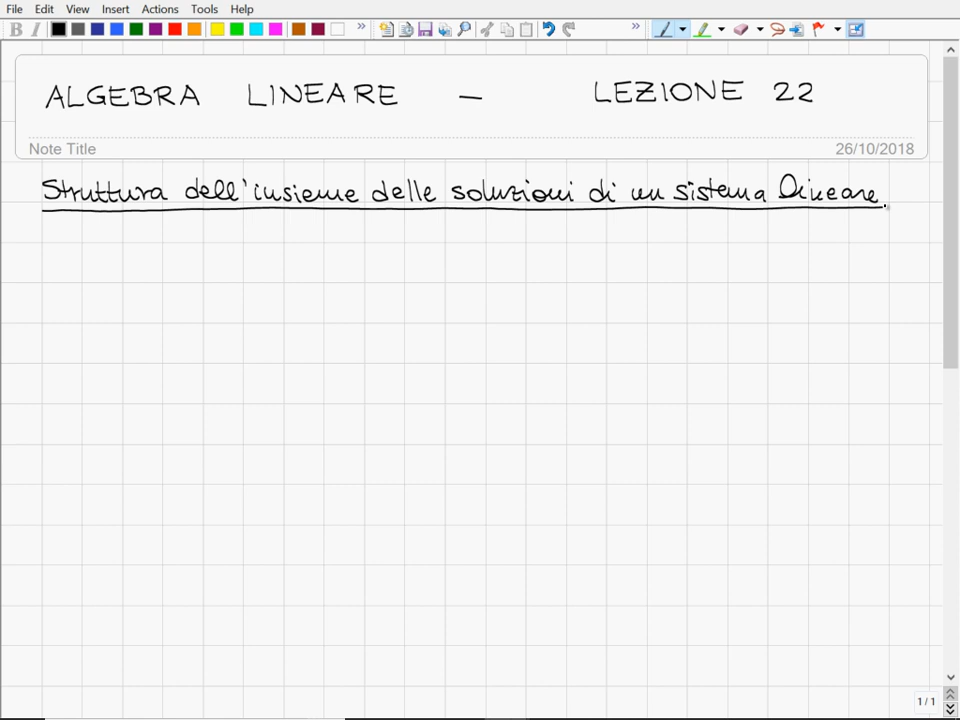 File Edit View Insert Actions Tools Help
B I
ALGEBRA LINEARE - LEZIONE 22
Note Title 26/10/2018
Struttura dell'insieme delle soluzioni di un sistema lineare.
1/1